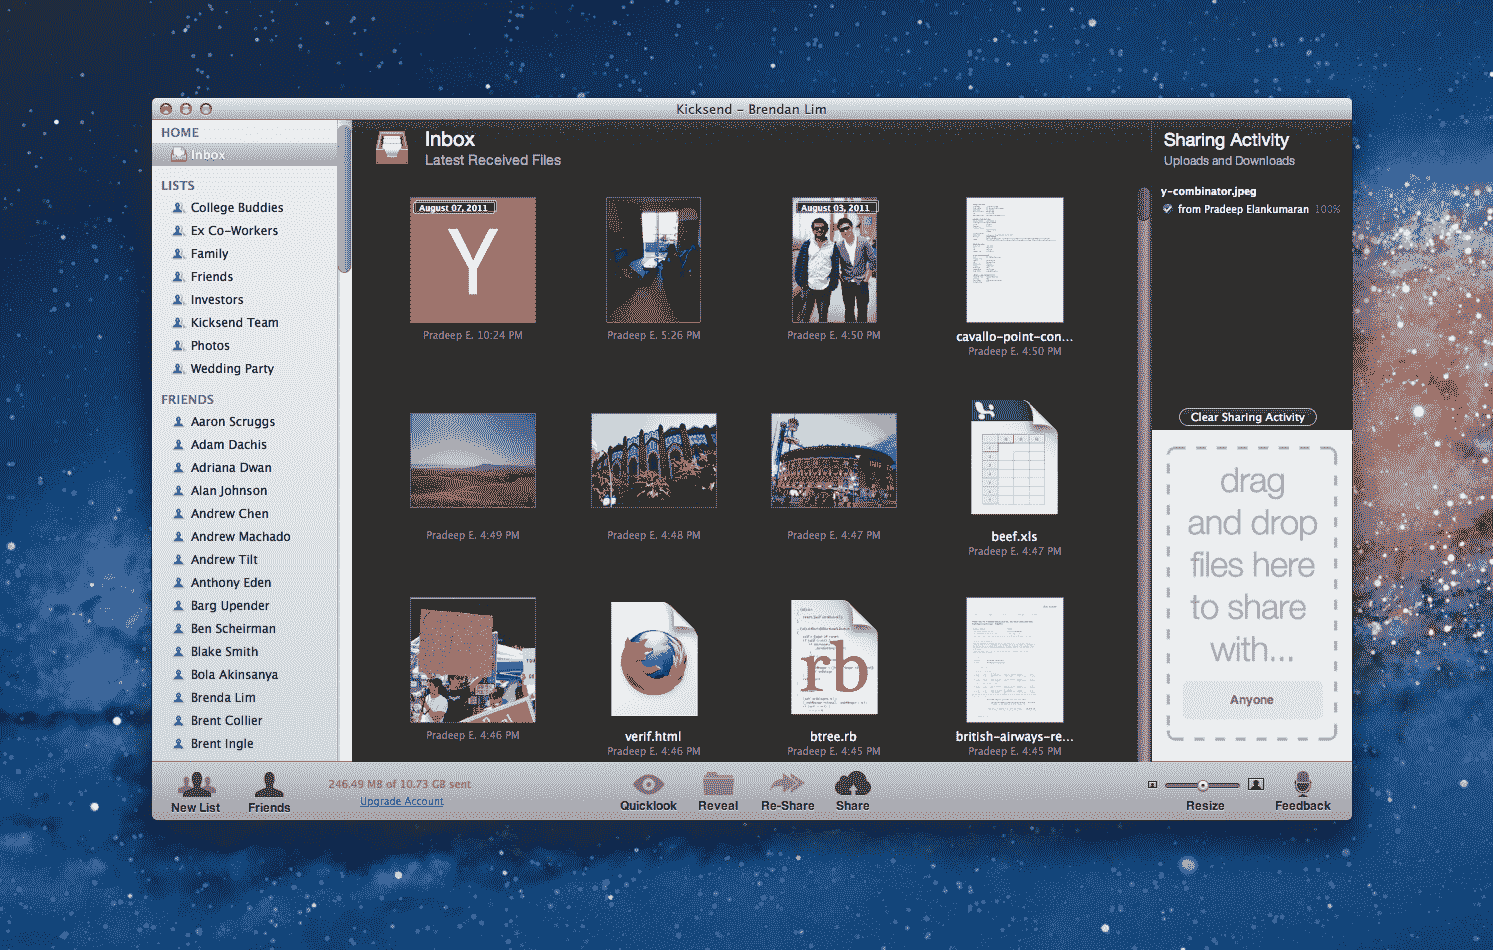 Kicksend – Brendan Lim
HOME
Inbox
LISTS
College Buddies
Ex Co-Workers
Family
Friends
Investors
Kicksend Team
Photos
Wedding Party
FRIENDS
Aaron Scruggs
Adam Dachis
Adriana Dwan
Alan Johnson
Andrew Chen
Andrew Machado
Andrew Tilt
Anthony Eden
Barg Upender
Ben Scheirman
Blake Smith
Bola Akinsanya
Brenda Lim
Brent Collier
Brent Ingle
Inbox
Latest Received Files
August 07, 2011
Y
Pradeep E. 10:24 PM
Pradeep E. 5:26 PM
August 03, 2011
Pradeep E. 4:50 PM
cavallo-point-con...
Pradeep E. 4:50 PM
Pradeep E. 4:49 PM
Pradeep E. 4:48 PM
Pradeep E. 4:47 PM
beef.xls
Pradeep E. 4:47 PM
Pradeep E. 4:46 PM
verif.html
Pradeep E. 4:46 PM
rb
btree.rb
Pradeep E. 4:45 PM
british-airways-re...
Pradeep E. 4:45 PM
Sharing Activity
Uploads and Downloads
y-combinator.jpeg
from Pradeep Elankumaran 100%
Clear Sharing Activity
drag
and drop
files here
to share
with...
Anyone
New List
Friends
246.49 MB of 10.73 GB sent
Upgrade Account
Quicklook
Reveal
Re-Share
Share
Resize
Feedback